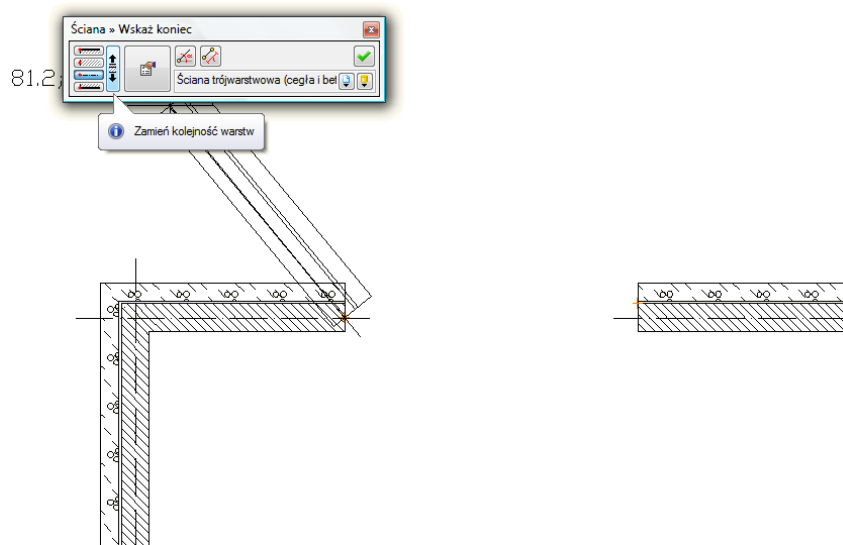 Ściana » Wskaż koniec
81.2;
Ściana trójwarstwowa (cegła i bet
Zamień kolejność warstw